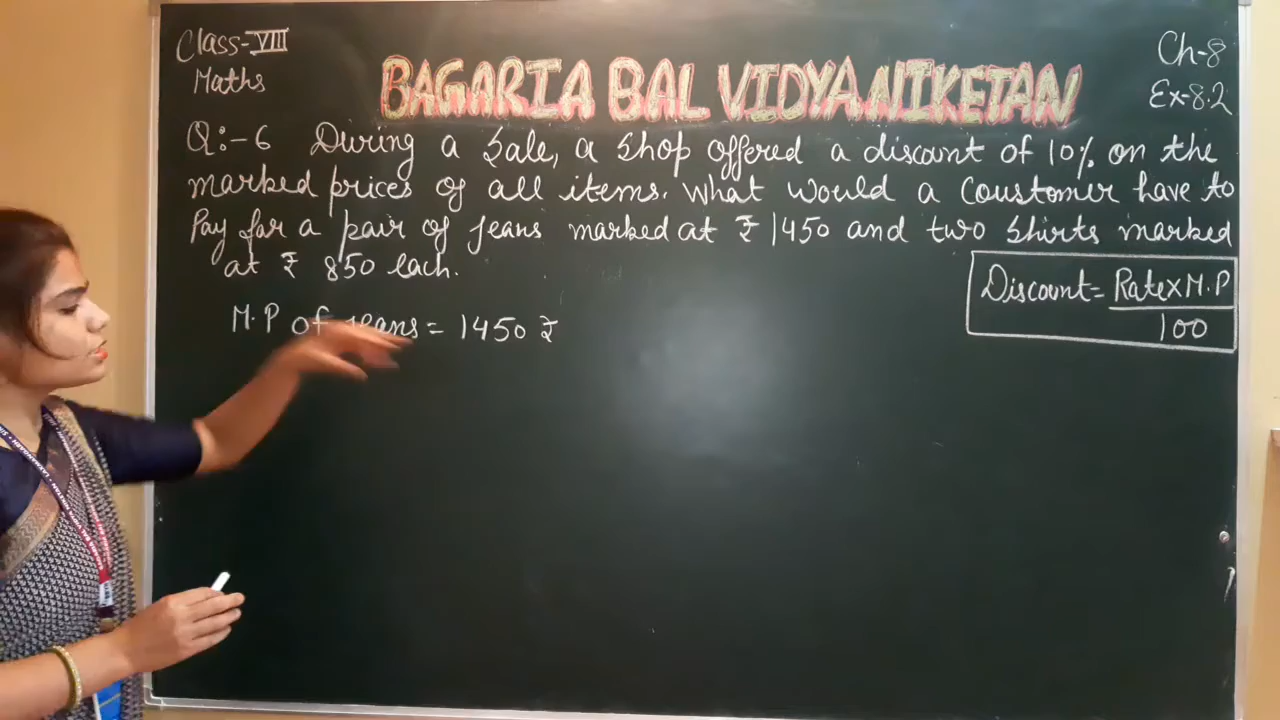 Class-VIII
Maths
BAGARIA BAL VIDYA NIKETAN
Ch-8
Ex-8.2
Q:-6 During a sale, a shop offered a discount of 10% on the
marked prices of all items. What would a coustomer have to
Pay for a pair of jeans marked at ₹ 1450 and two shirts marked
at ₹ 850 each.
Discount = Rate x M.P
100
M.P of jeans = 1450 ₹